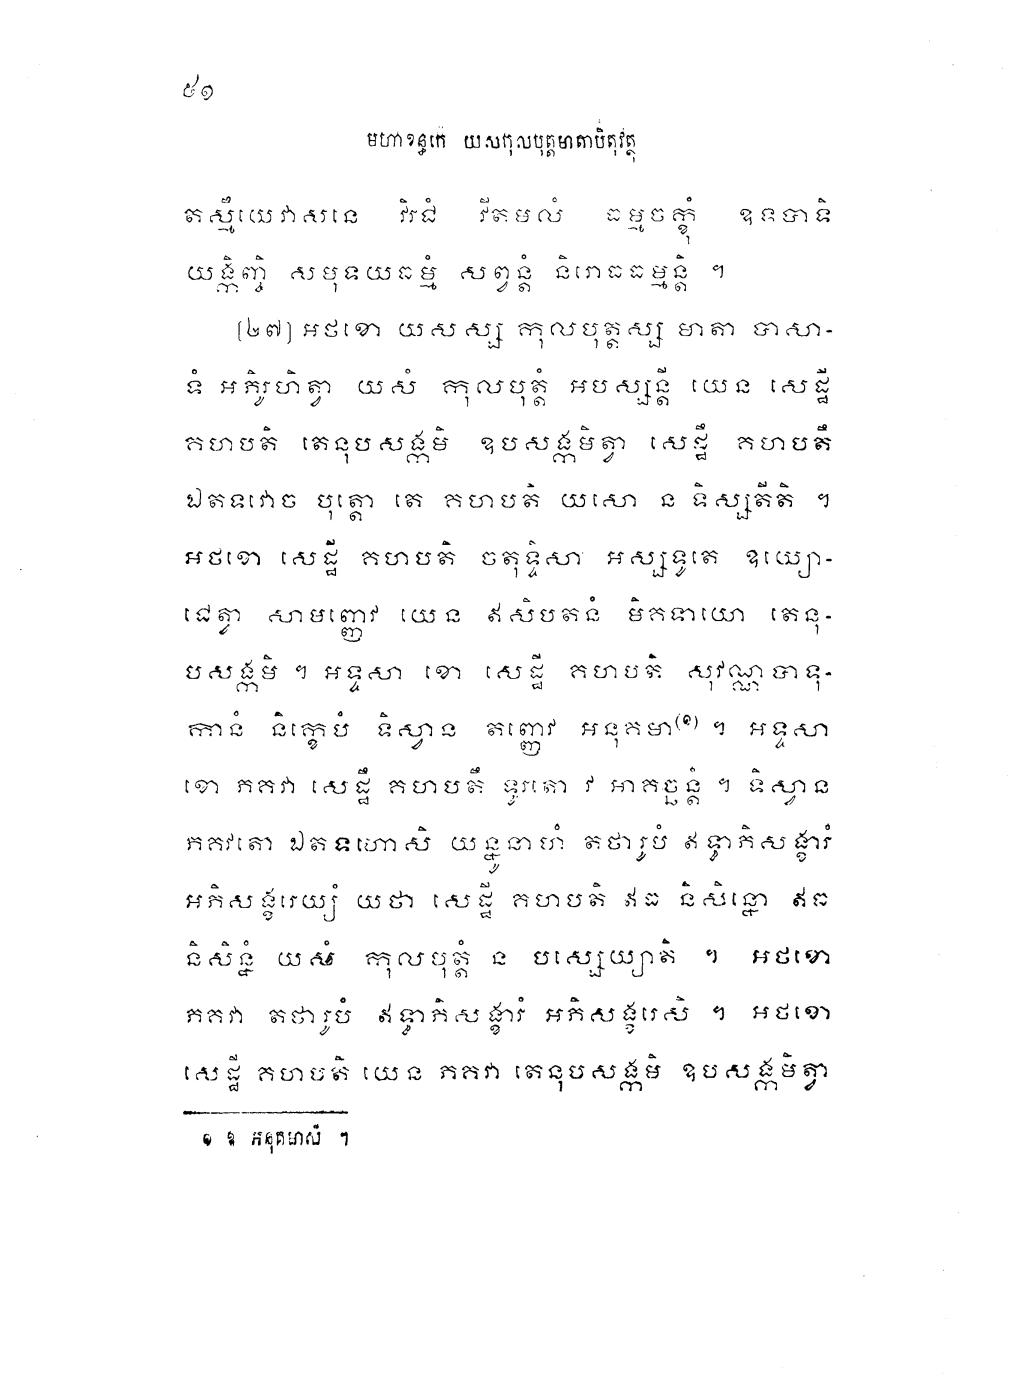 ៥១
មហាខន្ធកេ យសកុលបុត្តមាតាបិតុវត្ថុ
តស្មឹយេវាសនេ វិរជំ វីតមលំ ធម្មចក្ខុំ ឧទបាទិ
យង្កិញ្ចិ សមុទយធម្មំ សព្វន្តំ និរោធធម្មន្តិ ។
[២៧] អថខោ យសស្ស កុលបុត្តស្ស មាតា បាសា-
ទំ អភិរូហិត្វា យសំ កុលបុត្តំ អបស្សន្តី យេន សេដ្ឋី
គហបតិ តេនុបសង្កមិ ឧបសង្កមិត្វា សេដ្ឋឹ គហបតឹ
ឯតទវោច បុត្តោ តេ គហបតិ យសោ ន ទិស្សតីតិ ។
អថខោ សេដ្ឋី គហបតិ ចតុទ្ទិសា អស្សទូតេ ឧយ្យោ-
ជេត្វា សាមញ្ញេវ យេន ឥសិបតនំ មិគទាយោ តេនុ-
បសង្កមិ ។ អទ្ទសា ខោ សេដ្ឋី គហបតិ សុវណ្ណបាទុ-
កានំ និក្ខេបំ ទិស្វាន តញ្ញេវ អនុគមា(១) ។ អទ្ទសា
ខោ ភគវា សេដ្ឋឹ គហបតឹ ទូរតោ វ អាគច្ឆន្តំ ។ ទិស្វាន
ភគវតោ ឯតទហោសិ យន្នូនាហំ តថារូបំ ឥទ្ធាភិសង្ខារំ
អភិសង្ខរេយ្យំ យថា សេដ្ឋី គហបតិ ឥធ និសិន្នោ ឥធ
និសិន្នំ យសំ កុលបុត្តំ ន បស្សេយ្យាតិ ។ អថខោ
ភគវា តថារូបំ ឥទ្ធាភិសង្ខារំ អភិសង្ខរេសិ ។ អថខោ
សេដ្ឋី គហបតិ យេន ភគវា តេនុបសង្កមិ ឧបសង្កមិត្វា
១ ឱ អនុគមាសិ ។